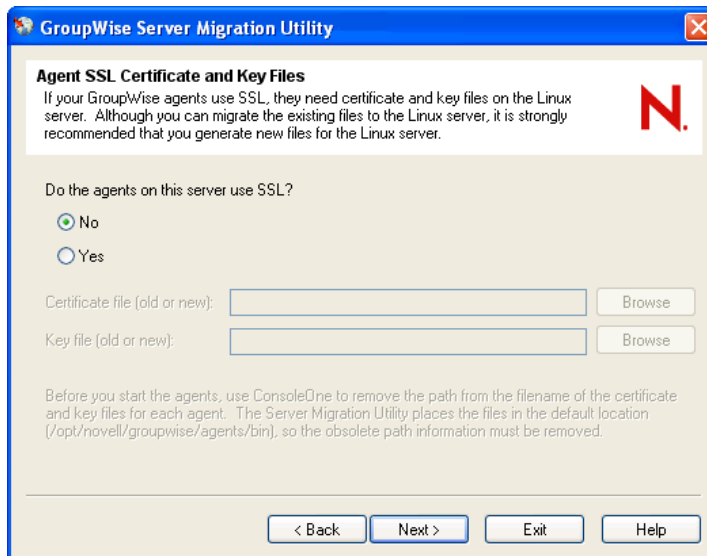 GroupWise Server Migration Utility
Agent SSL Certificate and Key Files
If your GroupWise agents use SSL, they need certificate and key files on the Linux
server. Although you can migrate the existing files to the Linux server, it is strongly
recommended that you generate new files for the Linux server.
N.
Do the agents on this server use SSL?
No
Yes
Certificate file (old or new):
Browse
Key file (old or new):
Browse
Before you start the agents, use ConsoleOne to remove the path from the filename of the certificate
and key files for each agent. The Server Migration Utility places the files in the default location
(/opt/novell/groupwise/agents/bin), so the obsolete path information must be removed.
< Back
Next >
Exit
Help